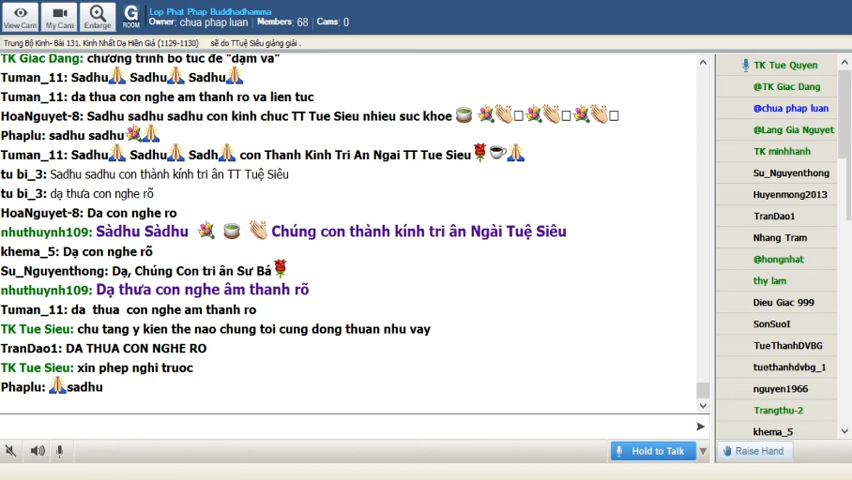 View Cam
My Cams
Enlarge
G
ROOM
Lop Phat Phap Buddhadhamma
Owner: chua phap luan Members: 68 Cams: 0
Trung Bộ Kinh- Bài 131. Kinh Nhất Dạ Hiền Giả (1129-1130) sẽ do TTuệ Siêu giảng giải .
TK Giac Dang: chương trình bỏ túc đề "dạm va"
Tuman_11: Sadhu🙏 Sadhu🙏 Sadhu🙏
Tuman_11: da thua con nghe am thanh ro va lien tuc
HoaNguyet-8: Sadhu sadhu sadhu con kinh chuc TT Tue Sieu nhieu suc khoe 🍵 💐👏□ 💐👏□ 💐👏□
Phaplu: sadhu sadhu💐🙏
Tuman_11: Sadhu🙏 Sadhu🙏 Sadh🙏 con Thanh Kinh Tri An Ngai TT Tue Sieu🌹☕🙏
tu bi_3: Sadhu sadhu con thành kính tri ân TT Tuệ Siêu
tu bi_3: dạ thưa con nghe rõ
HoaNguyet-8: Da con nghe ro
nhuthuynh109: Sàdhu Sàdhu 💐 🍵 👏 Chúng con thành kính tri ân Ngài Tuệ Siêu
khema_5: Dạ con nghe rõ
Su_Nguyenthong: Dạ, Chúng Con tri ân Sư Bá🌹
nhuthuynh109: Dạ thưa con nghe âm thanh rõ
Tuman_11: da thua con nghe am thanh ro
TK Tue Sieu: chu tang y kien the nao chung toi cung dong thuan nhu vay
TranDao1: DA THUA CON NGHE RO
TK Tue Sieu: xin phep nghi truoc
Phaplu: 🙏sadhu
Hold to Talk
TK Tue Quyen
@TK Giac Dang
@chua phap luan
@Lang Gia Nguyet
TK minhhanh
Su_Nguyenthong
Huyenmong2013
TranDao1
Nhang Tram
@hongnhat
thy lam
Dieu Giac 999
SonSuoI
TueThanhDVBG
tuethanhdvbg_1
nguyen1966
Trangthu-2
khema_5
Raise Hand